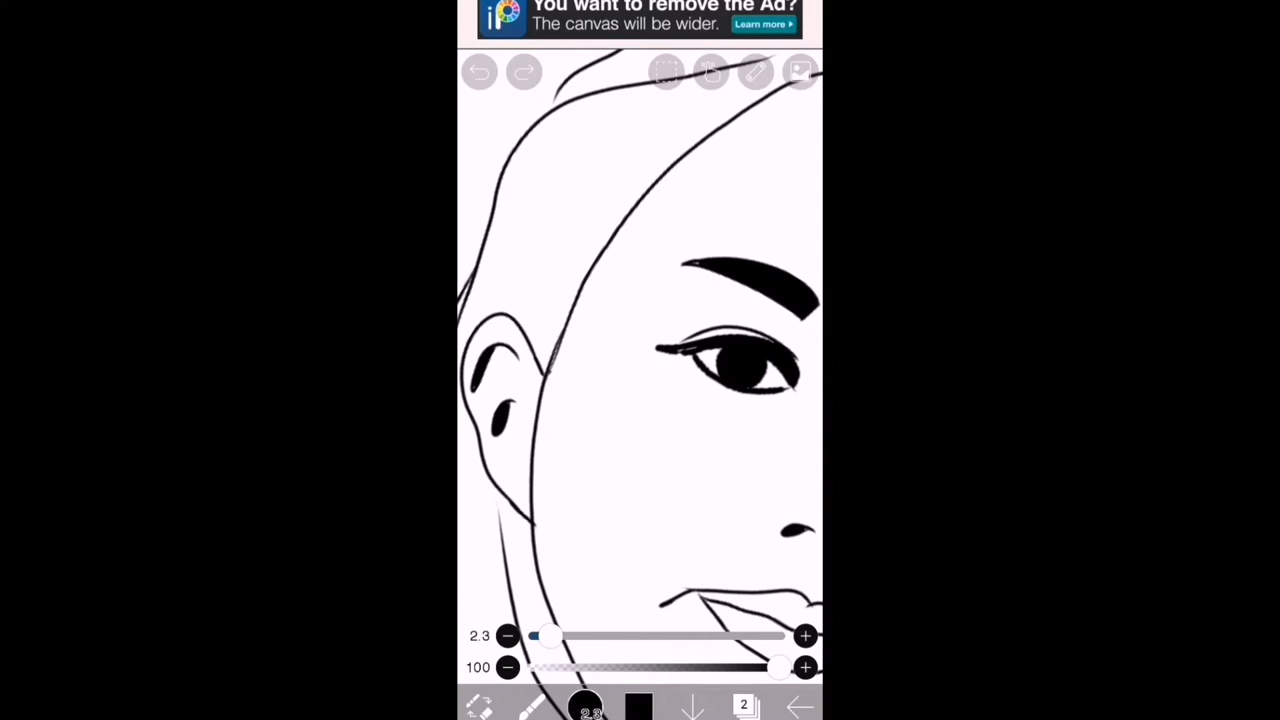 You want to remove the Ad?
The canvas will be wider.
Learn more
2.3
100
2.3
2